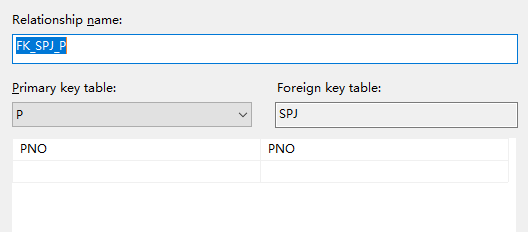 Relationship name:
FK_SPJ_P
Primary key table:
Foreign key table:
P
SPJ
PNO
PNO